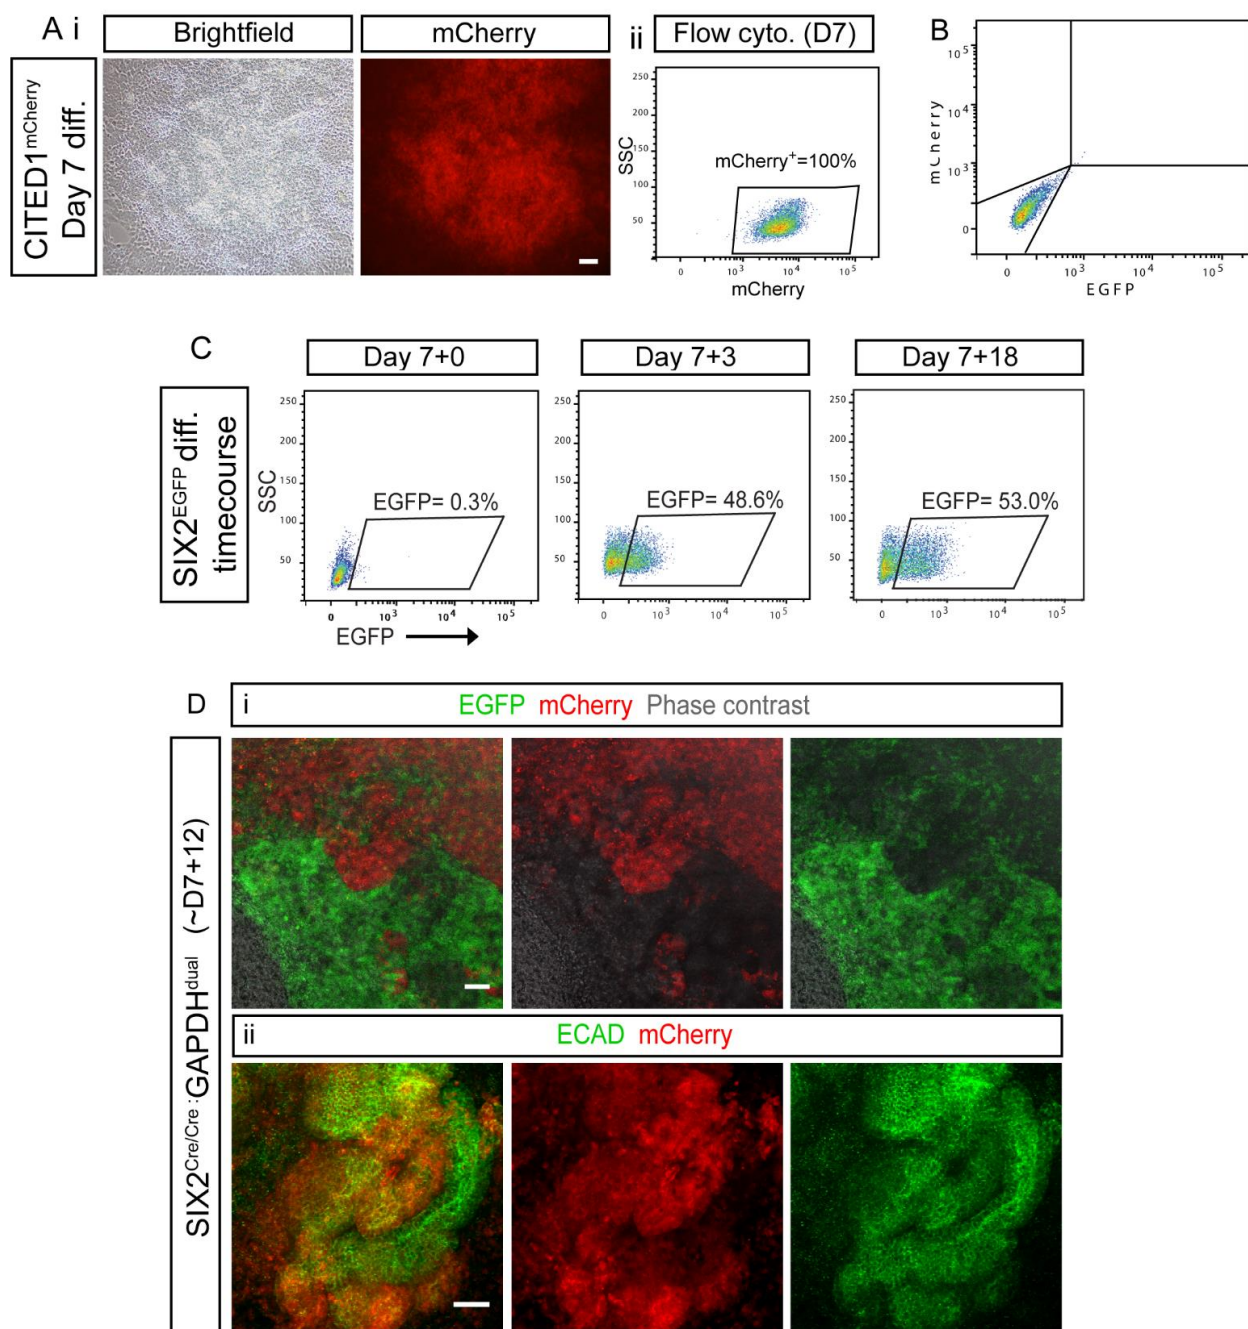 A i
Brightfield
mCherry
ii
Flow cyto. (D7)
B
CITED1mCherry
Day 7 diff.
SSC
250
200
150
100
50
mCherry+=100%
0 103 104 105
mCherry
mCherry
105
104
103
0
0 103 104 105
EGFP
C
Day 7+0
Day 7+3
Day 7+18
SIX2EGFP diff.
timecourse
SSC
250
200
150
100
50
EGFP= 0.3%
0 103 104 105
EGFP
250
200
150
100
50
EGFP= 48.6%
0 103 104 105
250
200
150
100
50
EGFP= 53.0%
0 103 104 105
D
i
EGFP mCherry Phase contrast
SIX2Cre/Cre:GAPDHdual (~D7+12)
ii
ECAD mCherry